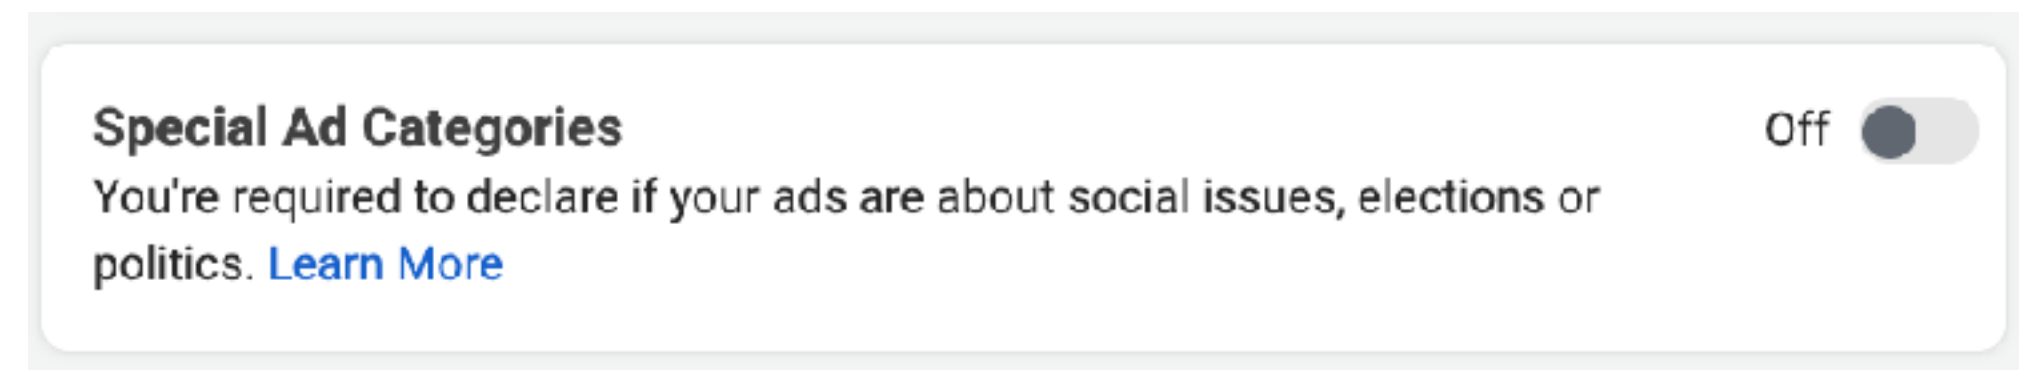 Special Ad Categories
Off
You're required to declare if your ads are about social issues, elections or
politics. Learn More